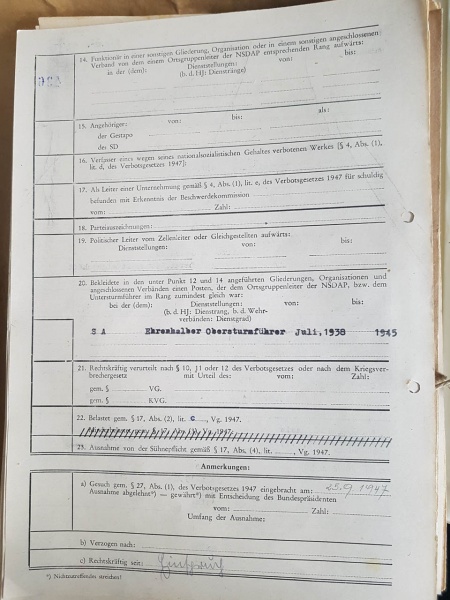 14. Funktionär in einer sonstigen Gliederung, Organisation oder in einem sonstigen angeschlossenen
Verband von dem einem Ortsgruppenleiter der NSDAP entsprechenden Rang aufwärts:
in der (dem): Dienststellungen: von: bis:
(b. d. HJ: Dienstränge)
15. Angehöriger: von: bis: als:
der Gestapo
des SD
16. Verfasser eines wegen seines nationalsozialistischen Gehaltes verbotenen Werkes [§ 4, Abs. (1),
lit. d, des Verbotsgesetzes 1947]:
17. Als Leiter einer Unternehmung gemäß § 4, Abs. (1), lit. e, des Verbotsgesetzes 1947 für schuldig
befunden mit Erkenntnis der Beschwerdekommission
vom: Zahl:
18. Parteiauszeichnungen:
19. Politischer Leiter vom Zellenleiter oder Gleichgestellten aufwärts:
Dienststellungen: von: bis:
20. Bekleidete in den unter Punkt 12 und 14 angeführten Gliederungen, Organisationen und
angeschlossenen Verbänden einen Posten, der dem Ortsgruppenleiter der NSDAP, bzw. dem
Untersturmführer im Rang zumindest gleich war:
bei der (dem): Dienststellungen: von: bis:
(b. d. HJ: Dienstrang, b. d. Wehr-
verbänden: Dienstgrad)
S A Ehrenhalber Obersturmführer Juli,1938 1945
21. Rechtskräftig verurteilt nach § 10, 11 oder 12 des Verbotsgesetzes oder nach dem Kriegsver-
brechergesetz mit Urteil des: vom: Zahl:
gem. § VG.
gem. § KVG.
22. Belastet gem. § 17, Abs. (2), lit. c, Vg. 1947.
23. Ausnahme von der Sühnepflicht gemäß § 17, Abs. (4), lit. , Vg. 1947.
Anmerkungen:
a) Gesuch gem. § 27, Abs. (1), des Verbotsgesetzes 1947 eingebracht am: 25.9.1947
Ausnahme abgelehnt*) — gewährt*) mit Entscheidung des Bundespräsidenten
vom: Zahl:
Umfang der Ausnahme:
b) Verzogen nach:
c) Rechtskräftig seit: Einspruch
*) Nichtzutreffendes streichen!